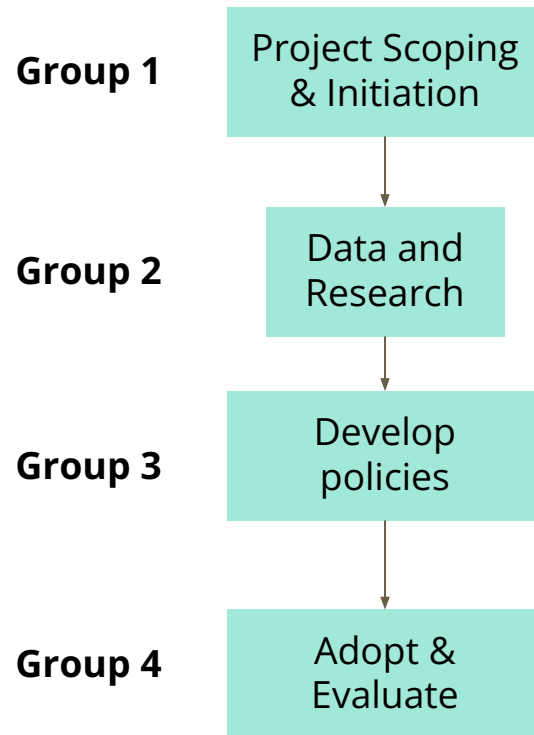 Group 1
Project Scoping
& Initiation
Group 2
Data and
Research
Group 3
Develop
policies
Group 4
Adopt &
Evaluate